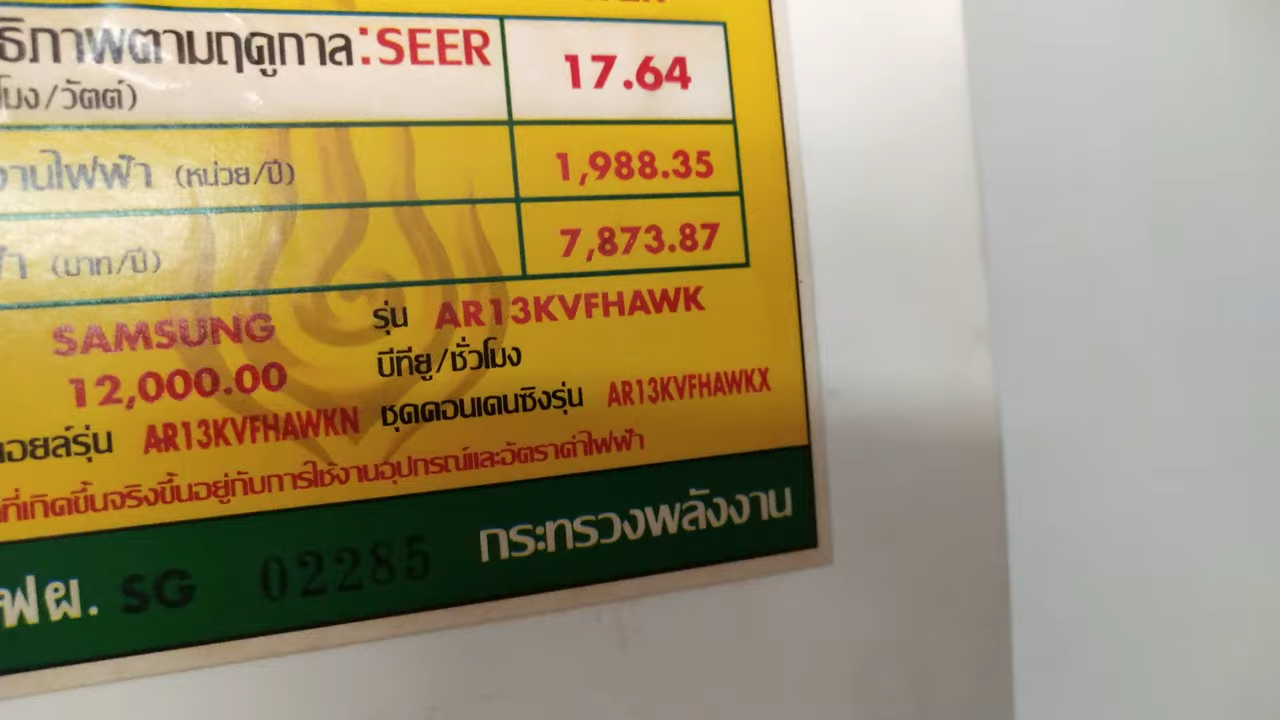 ธิภาพตามฤดูกาล:SEER 17.64
โมง/วัตต์)
งานไฟฟ้า (หน่วย/ปี) 1,988.35
(บาท/ปี) 7,873.87
SAMSUNG รุ่น AR13KVFHAWK
12,000.00 บีทียู/ชั่วโมง
อยล์รุ่น AR13KVFHAWKN ชุดคอนเดนซิงรุ่น AR13KVFHAWKX
ที่เกิดขึ้นจริงขึ้นอยู่กับการใช้งานอุปกรณ์และอัตราค่าไฟฟ้า
ฟผ. SG 02285 กระทรวงพลังงาน